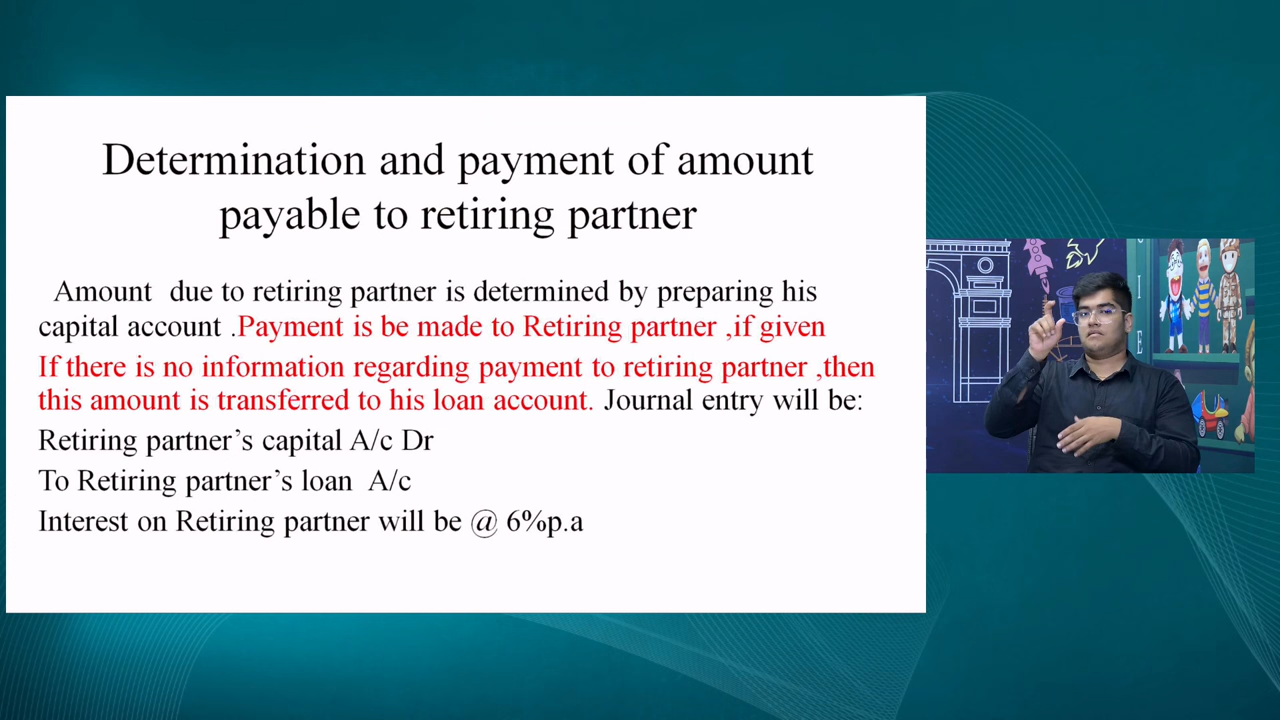 Determination and payment of amount
payable to retiring partner
Amount due to retiring partner is determined by preparing his
capital account .Payment is be made to Retiring partner ,if given
If there is no information regarding payment to retiring partner ,then
this amount is transferred to his loan account. Journal entry will be:
Retiring partner’s capital A/c Dr
To Retiring partner’s loan A/c
Interest on Retiring partner will be @ 6%p.a
I
E